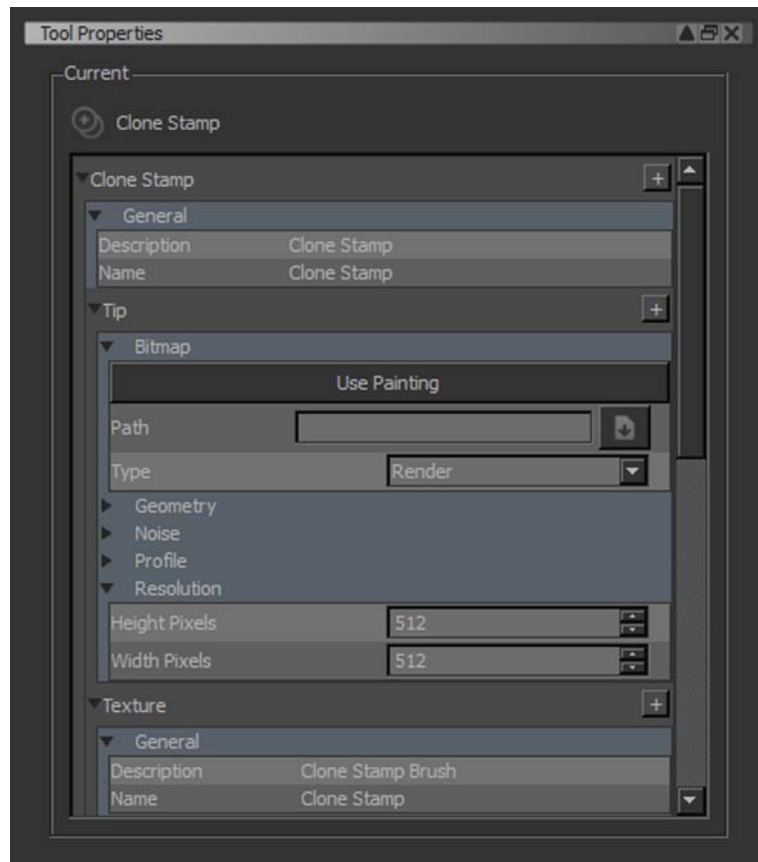 Tool Properties
Current
Clone Stamp
Clone Stamp +
General
Description Clone Stamp
Name Clone Stamp
Tip +
Bitmap
Use Painting
Path
Type Render
Geometry
Noise
Profile
Resolution
Height Pixels 512
Width Pixels 512
Texture +
General
Description Clone Stamp Brush
Name Clone Stamp